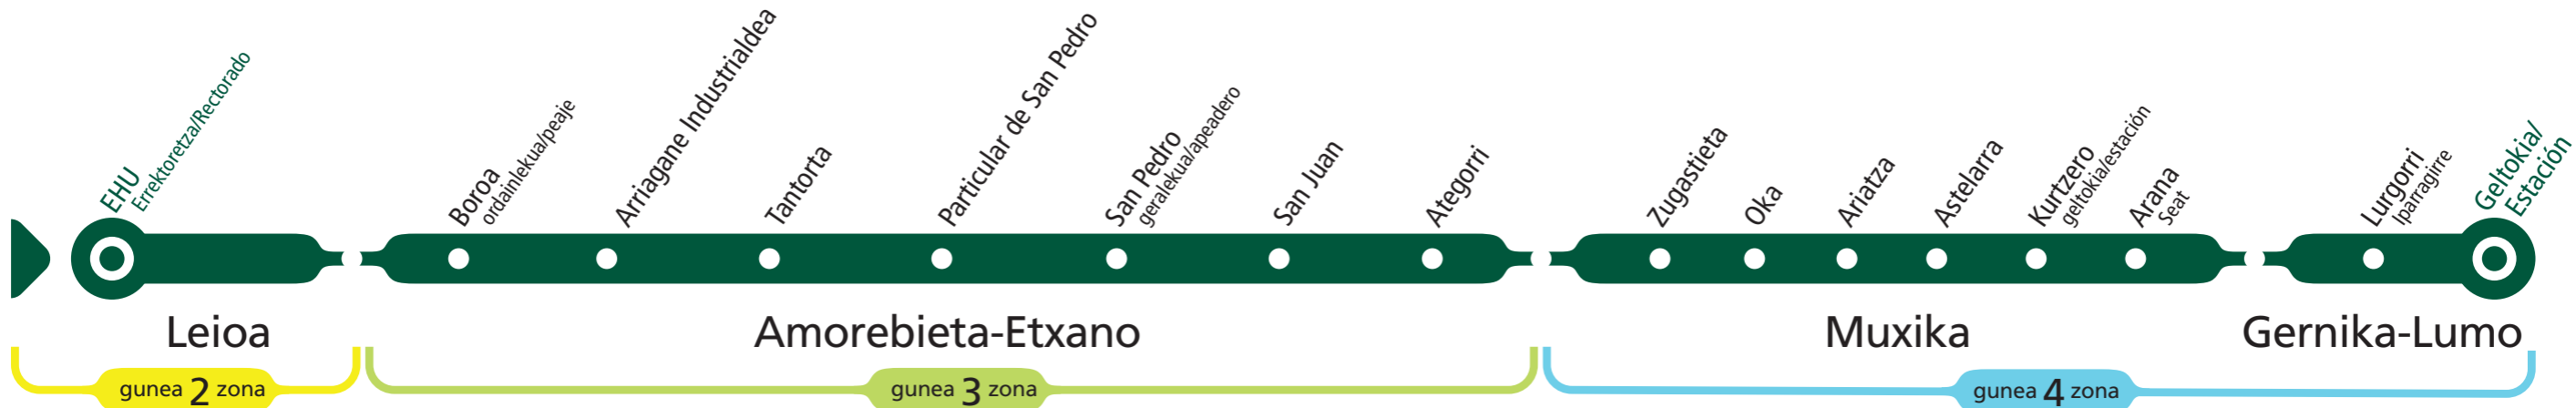 EHU
Errektoretza/Rectorado
Boroa
ordainlekua/peaje
Arriagane Industrialdea
Tantorta
Particular de San Pedro
San Pedro
geralekua/apeadero
San Juan
Ategorri
Zugastieta
Oka
Ariatza
Astelarra
Kurtzero
geltokia/estación
Arana
Seat
Lurgorri
Iparragirre
Geltokia/
Estación
Leioa
Amorebieta-Etxano
Muxika
Gernika-Lumo
gunea 2 zona
gunea 3 zona
gunea 4 zona